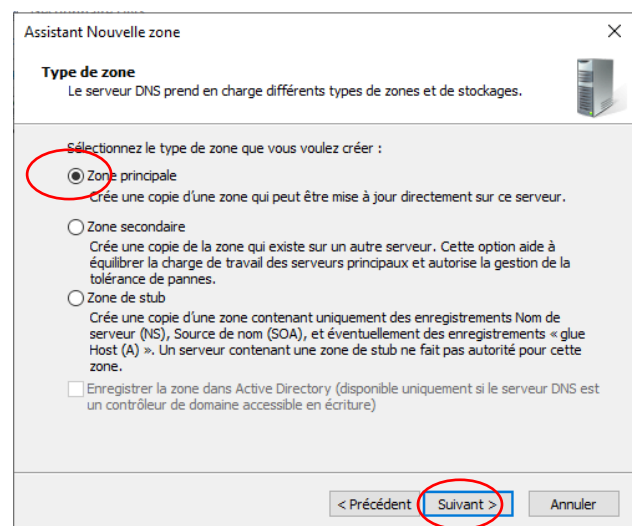 Assistant Nouvelle zone
Type de zone
Le serveur DNS prend en charge différents types de zones et de stockages.
Sélectionnez le type de zone que vous voulez créer :
Zone principale
Crée une copie d'une zone qui peut être mise à jour directement sur ce serveur.
Zone secondaire
Crée une copie de la zone qui existe sur un autre serveur. Cette option aide à
équilibrer la charge de travail des serveurs principaux et autorise la gestion de la
tolérance de pannes.
Zone de stub
Crée une copie d'une zone contenant uniquement des enregistrements Nom de
serveur (NS), Source de nom (SOA), et éventuellement des enregistrements « glue
Host (A) ». Un serveur contenant une zone de stub ne fait pas autorité pour cette
zone.
Enregistrer la zone dans Active Directory (disponible uniquement si le serveur DNS est
un contrôleur de domaine accessible en écriture)
< Précédent Suivant > Annuler